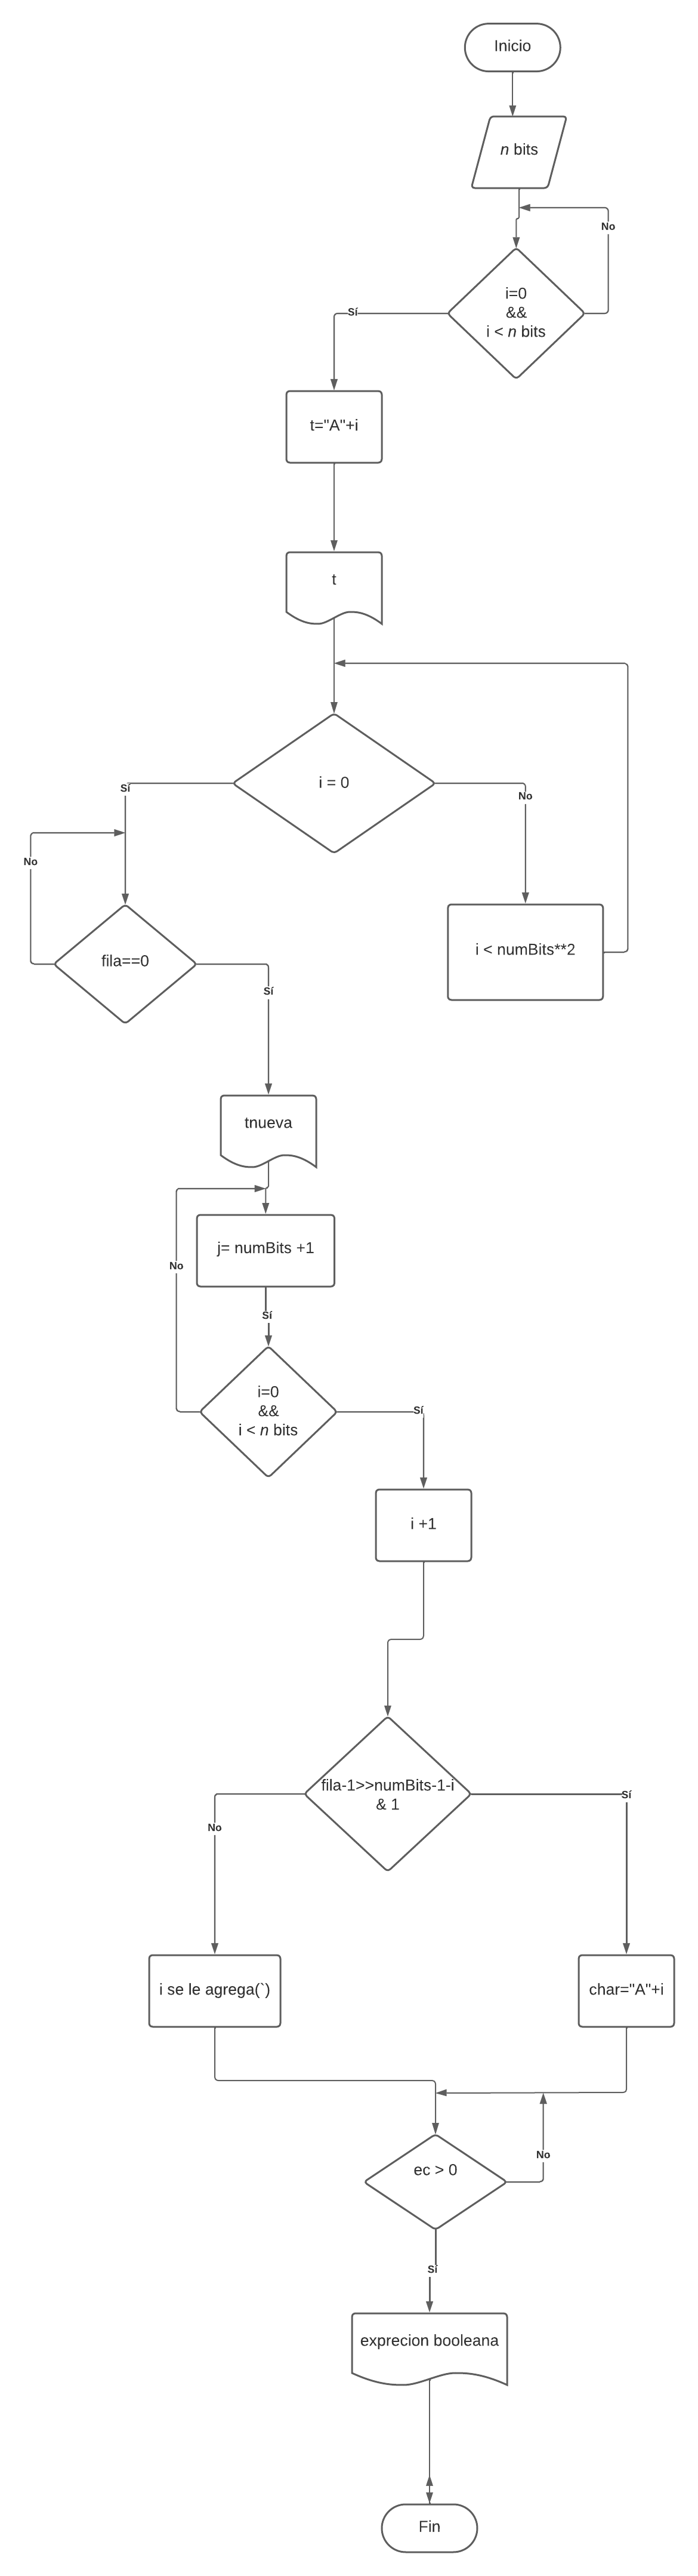 Inicio
n bits
No
i=0
&&
i < n bits
Sí
t="A"+i
t
i = 0
Sí
No
No
i < numBits**2
fila==0
Sí
tnueva
j= numBits +1
No
Sí
i=0
&&
i < n bits
Sí
i +1
fila-1>>numBits-1-i
& 1
Sí
No
i se le agrega(`)
char="A"+i
No
ec > 0
Sí
exprecion booleana
Fin